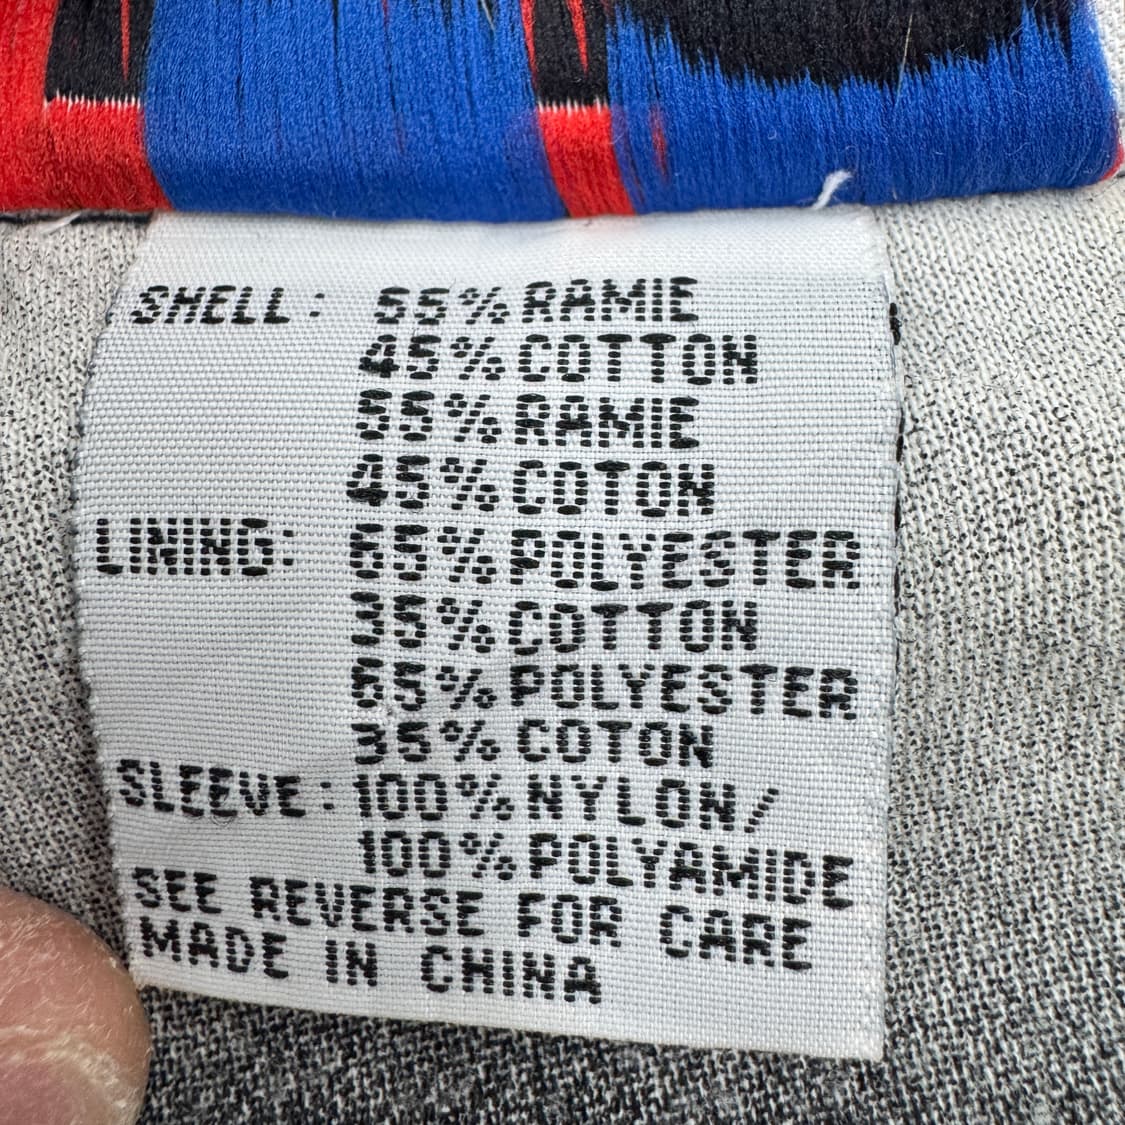 SHELL: 55% RAMIE
45% COTTON
55% RAMIE
45% COTON
LINING: 65% POLYESTER
35% COTTON
65% POLYESTER
35% COTON
SLEEVE: 100% NYLON/
100% POLYAMIDE
SEE REVERSE FOR CARE
MADE IN CHINA